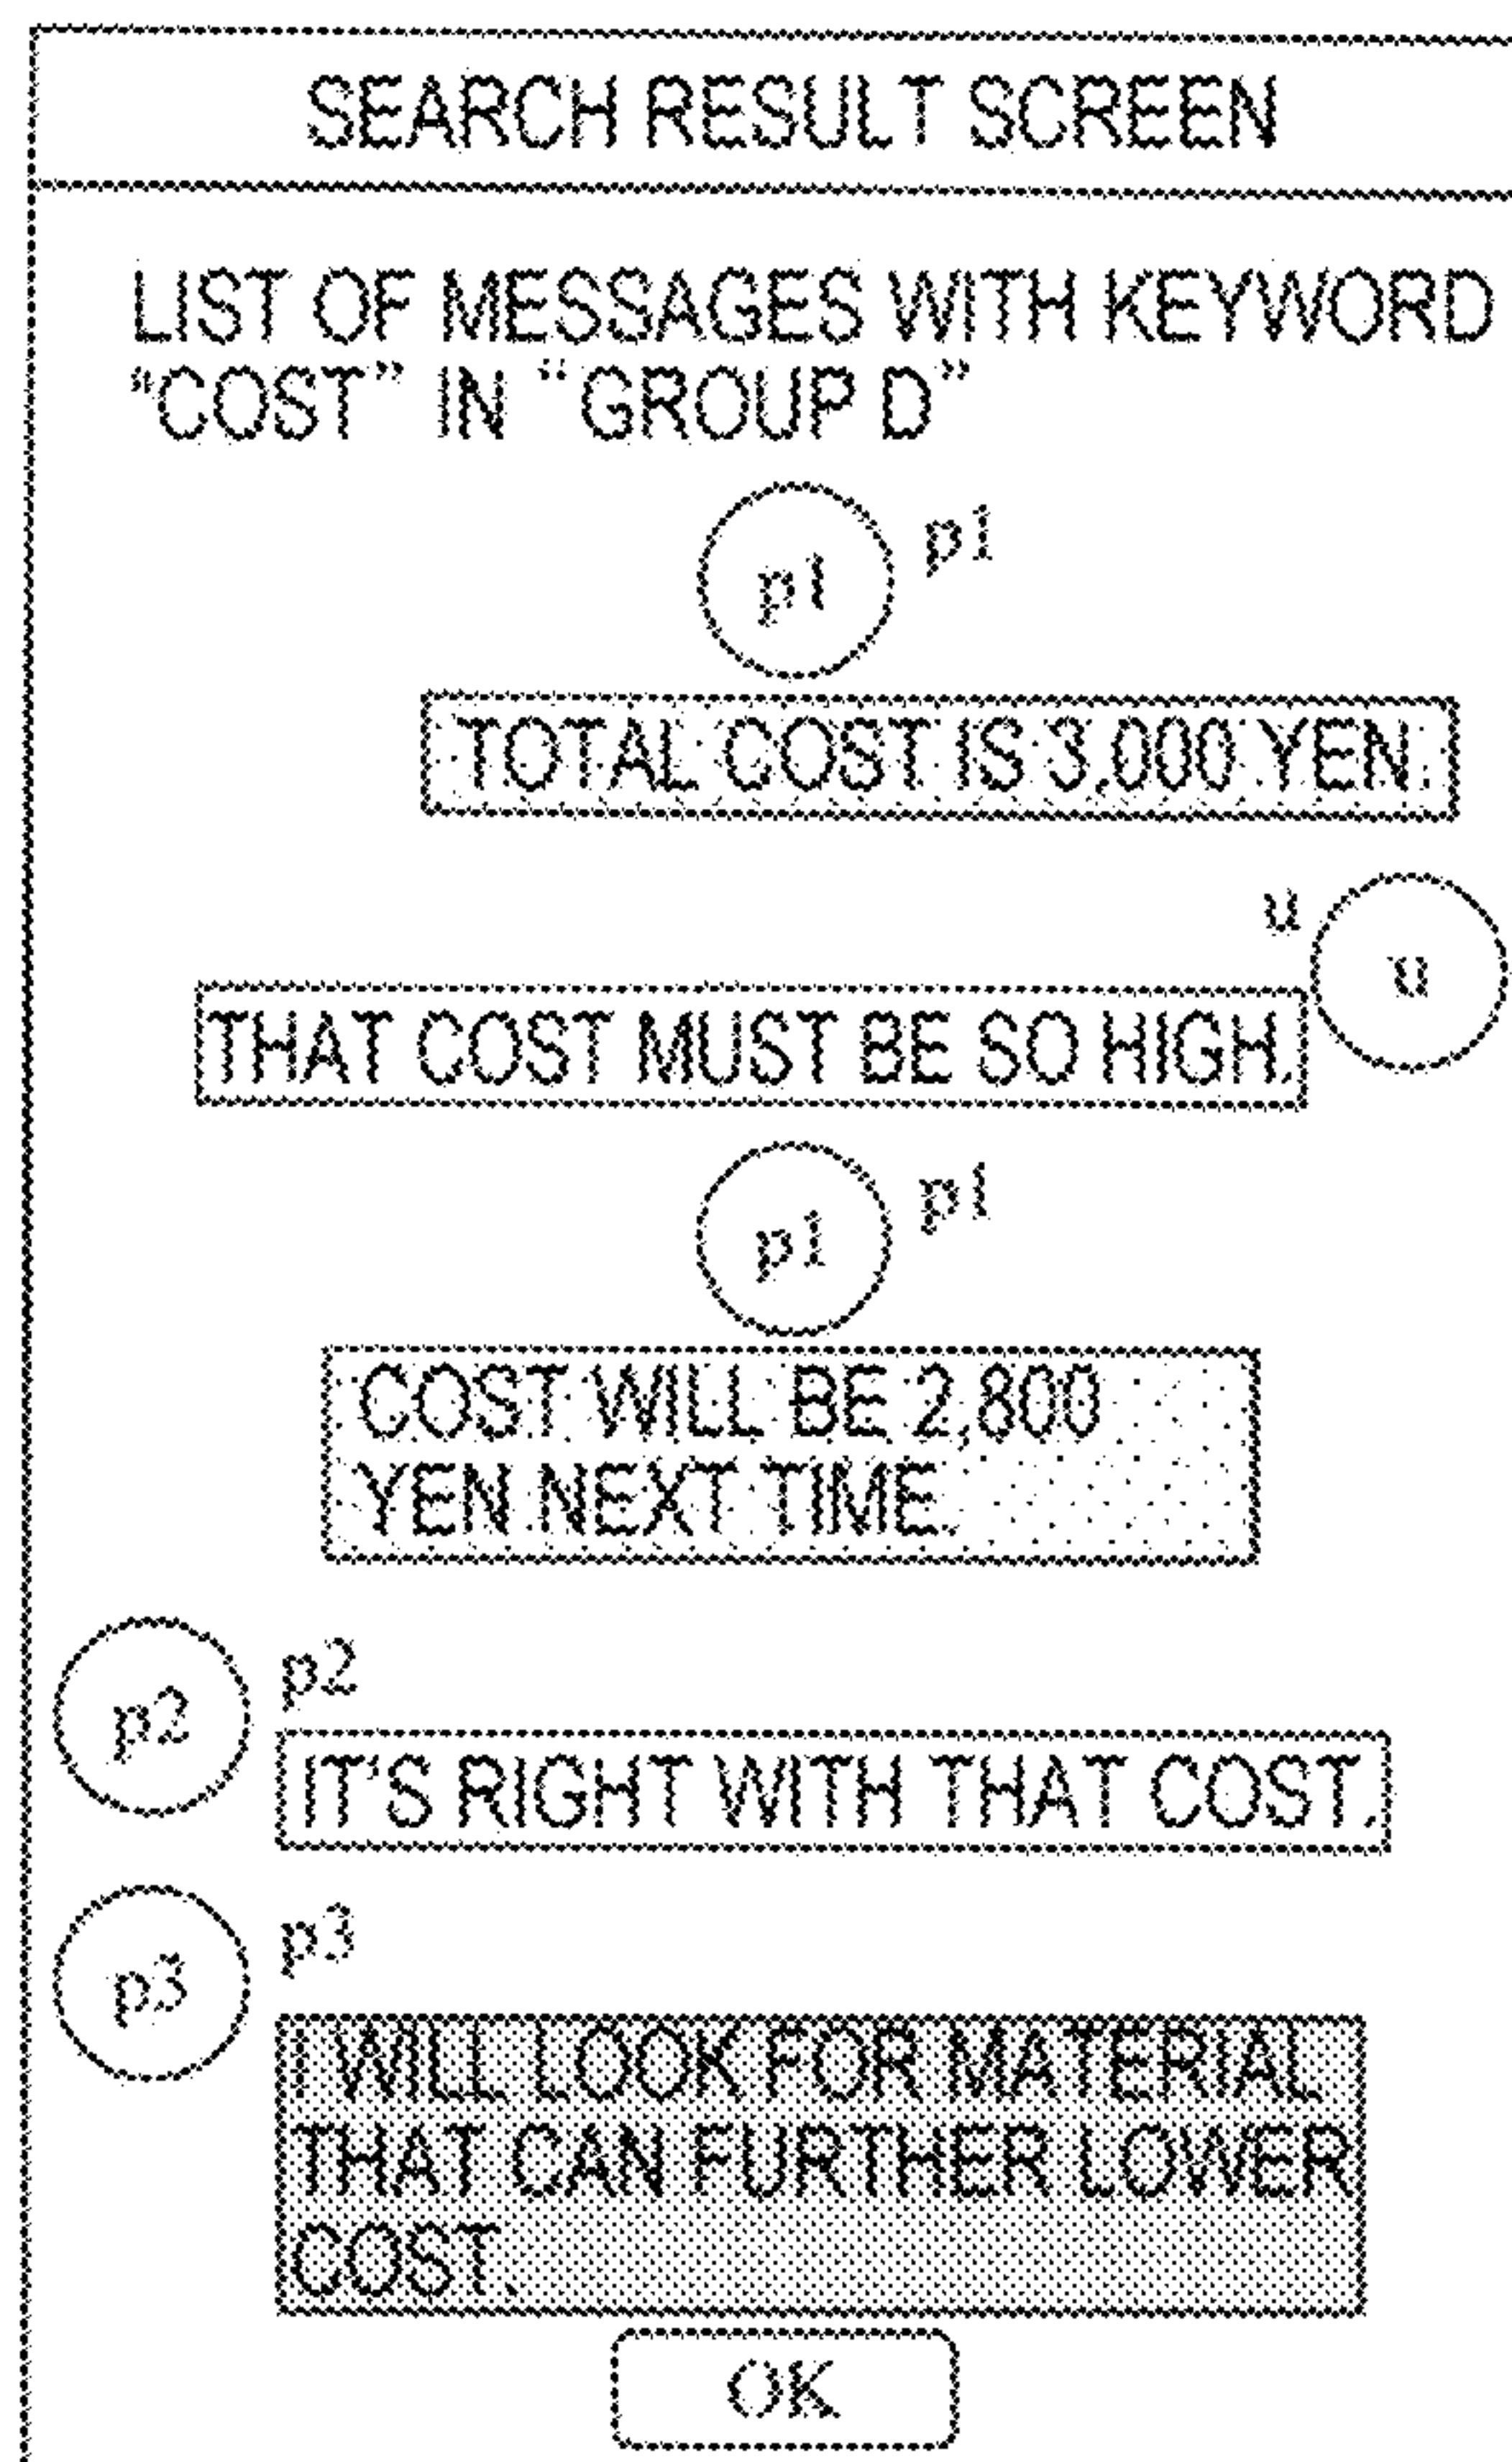 SEARCH RESULT SCREEN
LIST OF MESSAGES WITH KEYWORD
"COST" IN "GROUP D"
p1
p1
TOTAL COST IS 3,000 YEN.
u
u
THAT COST MUST BE SO HIGH.
p1
p1
COST WILL BE 2,800
YEN NEXT TIME.
p2
p2
IT'S RIGHT WITH THAT COST.
p3
p3
I WILL LOOK FOR MATERIAL
THAT CAN FURTHER LOWER
COST.
OK